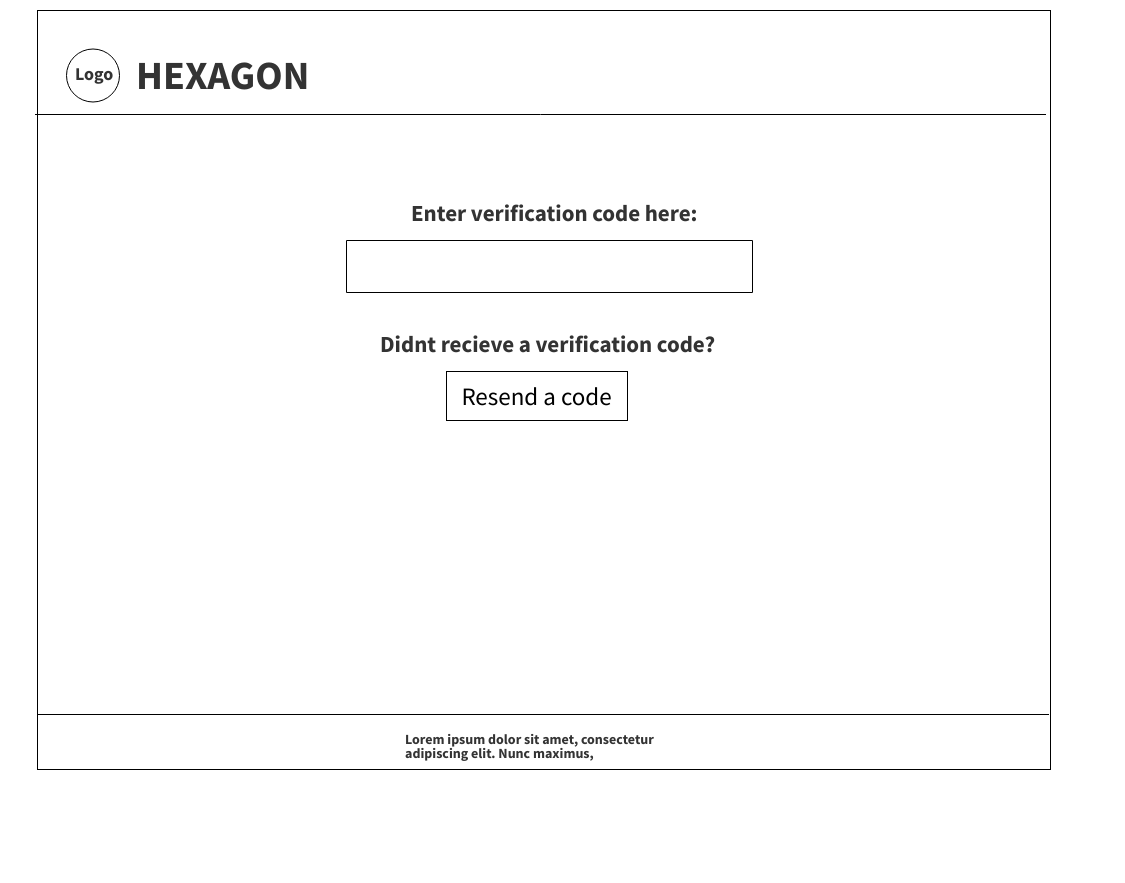 Logo
HEXAGON
Enter verification code here:
Didnt recieve a verification code?
Resend a code
Lorem ipsum dolor sit amet, consectetur
adipiscing elit. Nunc maximus,